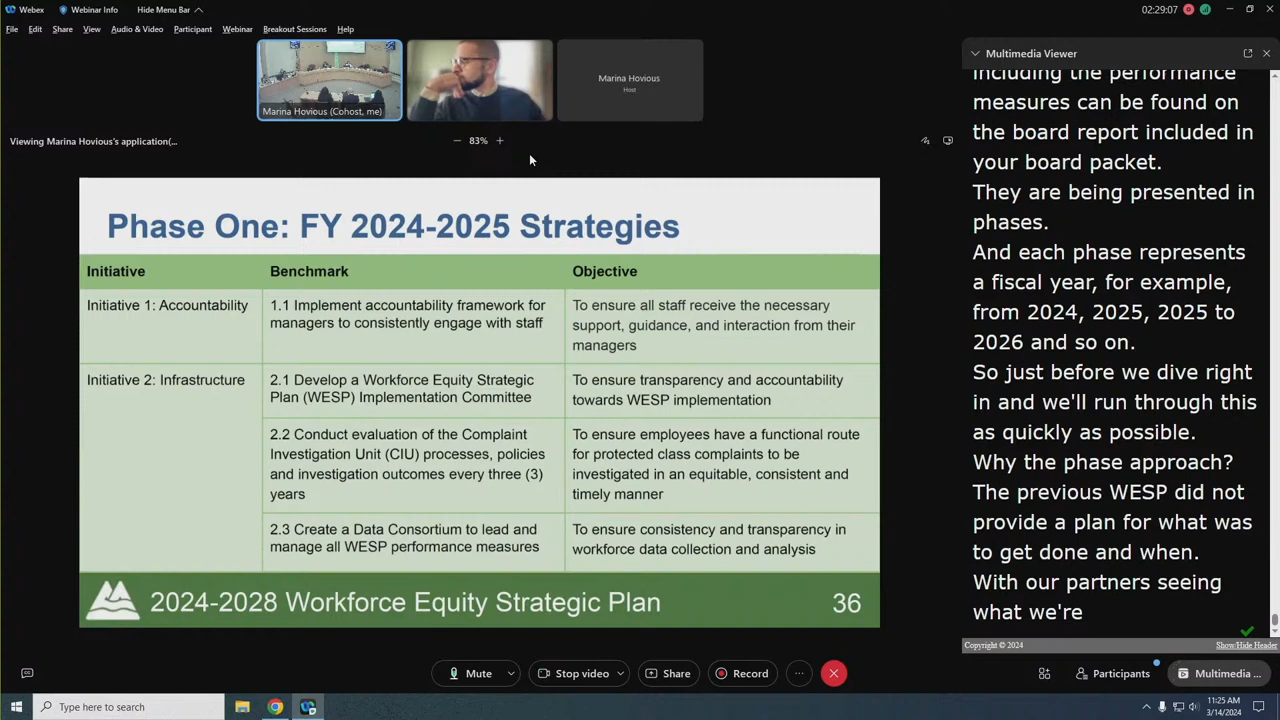 Webex
Webinar Info
Hide Menu Bar
02:29:07
File Edit Share View Audio & Video Participant Webinar Breakout Sessions Help
Marina Hovious (Cohost, me)
Marina Hovious
Host
Viewing Marina Hovious's application(...
83%
Phase One: FY 2024-2025 Strategies
Initiative Benchmark Objective
Initiative 1: Accountability
1.1 Implement accountability framework for
managers to consistently engage with staff
To ensure all staff receive the necessary
support, guidance, and interaction from their
managers
Initiative 2: Infrastructure
2.1 Develop a Workforce Equity Strategic
Plan (WESP) Implementation Committee
To ensure transparency and accountability
towards WESP implementation
2.2 Conduct evaluation of the Complaint
Investigation Unit (CIU) processes, policies
and investigation outcomes every three (3)
years
To ensure employees have a functional route
for protected class complaints to be
investigated in an equitable, consistent and
timely manner
2.3 Create a Data Consortium to lead and
manage all WESP performance measures
To ensure consistency and transparency in
workforce data collection and analysis
2024-2028 Workforce Equity Strategic Plan
36
Multimedia Viewer
including the performance
measures can be found on
the board report included in
your board packet.
They are being presented in
phases.
And each phase represents
a fiscal year, for example,
from 2024, 2025, 2025 to
2026 and so on.
So just before we dive right
in and we'll run through this
as quickly as possible.
Why the phase approach?
The previous WESP did not
provide a plan for what was
to get done and when.
With our partners seeing
what we're
Copyright © 2024
Show/Hide Header
Mute
Stop video
Share
Record
Participants
Multimedia ...
Type here to search
11:25 AM
3/14/2024